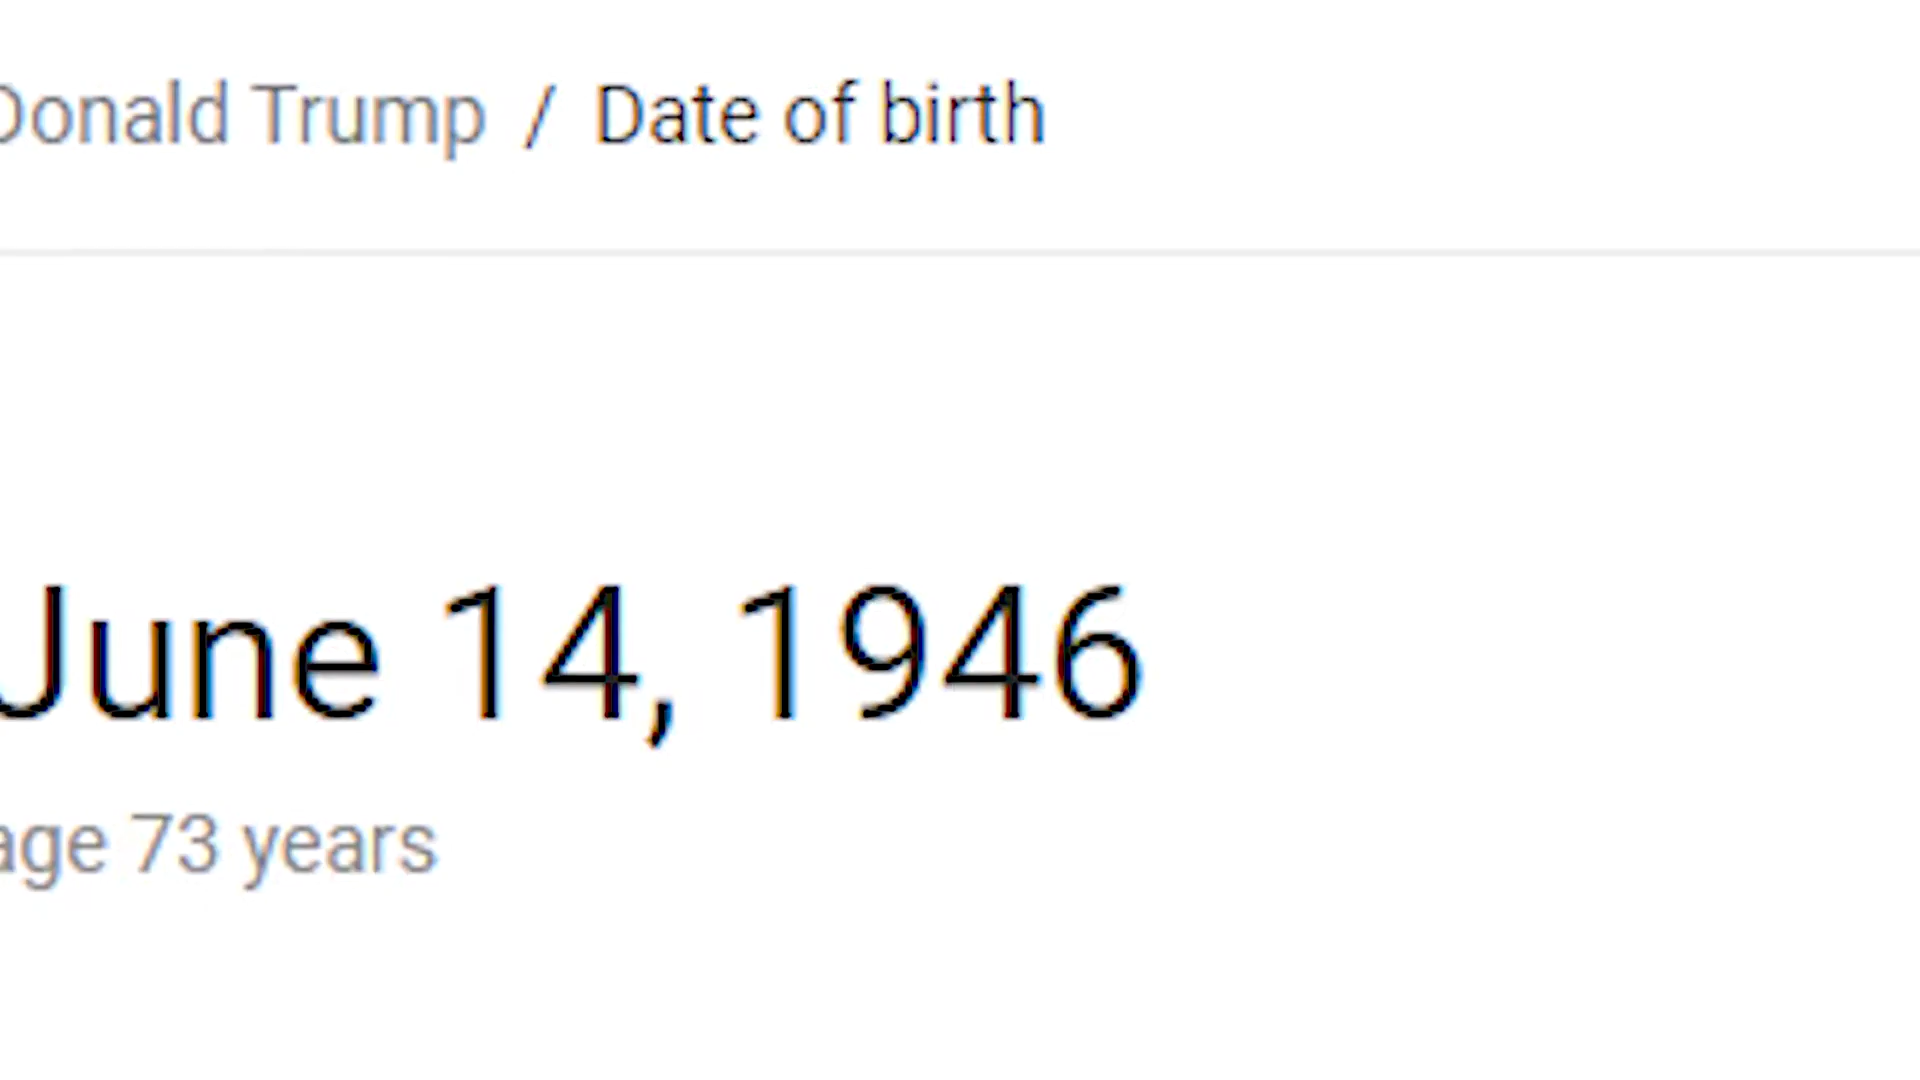 Donald Trump / Date of birth
June 14, 1946
age 73 years